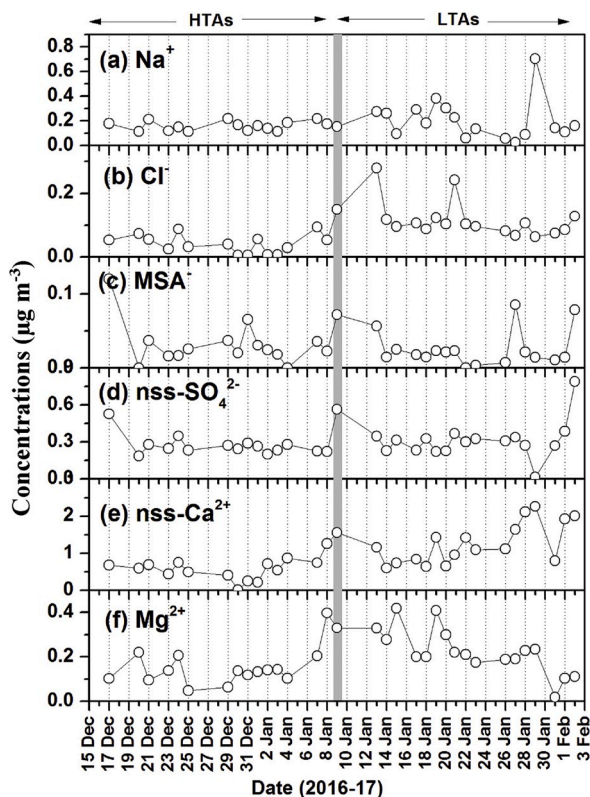 HTAs LTAs
0.8
(a) Na⁺
0.6
0.4
0.2
0.0
(b) Cl⁻
0.2
0.0
(c) MSA⁻
0.1
0.0
(d) nss-SO₄²⁻
0.6
0.3
0.0
(e) nss-Ca²⁺
2
1
0
(f) Mg²⁺
0.4
0.2
0.0
Concentrations (µg m⁻³)
15 Dec
17 Dec
19 Dec
21 Dec
23 Dec
25 Dec
27 Dec
29 Dec
31 Dec
2 Jan
4 Jan
6 Jan
8 Jan
10 Jan
12 Jan
14 Jan
16 Jan
18 Jan
20 Jan
22 Jan
24 Jan
26 Jan
28 Jan
30 Jan
1 Feb
3 Feb
Date (2016-17)